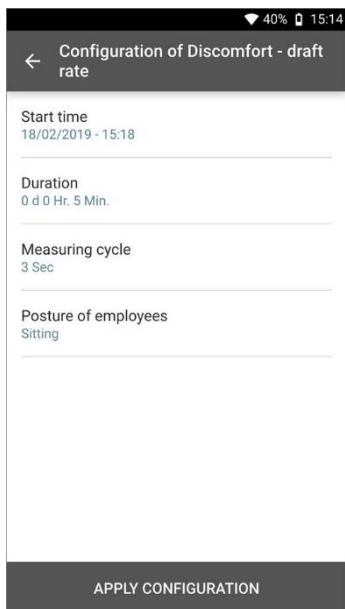 40% 15:14
Configuration of Discomfort - draft
rate
Start time
18/02/2019 - 15:18
Duration
0 d 0 Hr. 5 Min.
Measuring cycle
3 Sec
Posture of employees
Sitting
APPLY CONFIGURATION